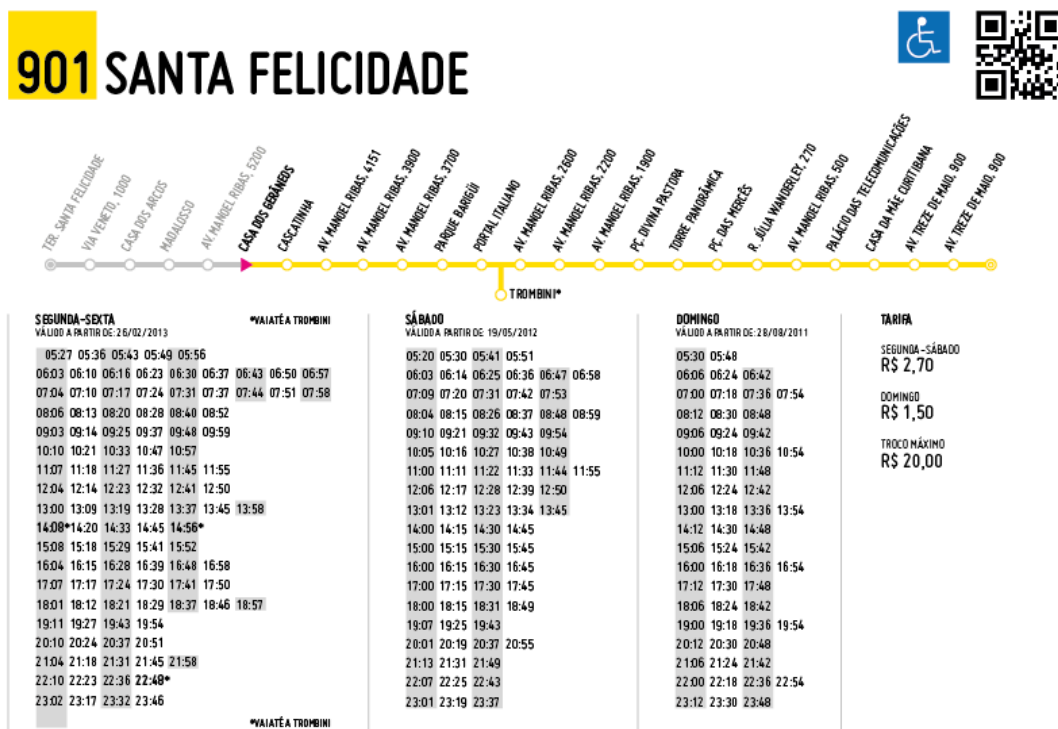 901 SANTA FELICIDADE
TER. SANTA FELICIDADE
VIA VENETO, 1000
CASA DOS ARCOS
MADALOSSO
AV. MANOEL RIBAS, 5200
CASA DOS GERÂNEOS
CASCATINHA
AV. MANOEL RIBAS, 4151
AV. MANOEL RIBAS, 3900
AV. MANOEL RIBAS, 3700
PARQUE BARIGÜI
PORTAL ITALIANO
AV. MANOEL RIBAS, 2600
AV. MANOEL RIBAS, 2200
AV. MANOEL RIBAS, 1900
PÇ. DIVINA PASTORA
TORRE PANORÂMICA
PÇ. DAS MERCÊS
R. JÚLIA WANDERLEY, 270
AV. MANOEL RIBAS, 500
PALÁCIO DAS TELECOMUNICAÇÕES
CASA DA MÃE CURITIBANA
AV. TREZE DE MAIO, 900
AV. TREZE DE MAIO, 900
TROMBINI*
SEGUNDA-SEXTA *VAI ATÉ A TROMBINI
VÁLIDO A PARTIR DE: 26/02/2013
05:27 05:36 05:43 05:49 05:56
06:03 06:10 06:16 06:23 06:30 06:37 06:43 06:50 06:57
07:04 07:10 07:17 07:24 07:31 07:37 07:44 07:51 07:58
08:06 08:13 08:20 08:28 08:40 08:52
09:03 09:14 09:25 09:37 09:48 09:59
10:10 10:21 10:33 10:47 10:57
11:07 11:18 11:27 11:36 11:45 11:55
12:04 12:14 12:23 12:32 12:41 12:50
13:00 13:09 13:19 13:28 13:37 13:45 13:58
14:08* 14:20 14:33 14:45 14:56*
15:08 15:18 15:29 15:41 15:52
16:04 16:15 16:28 16:39 16:48 16:58
17:07 17:17 17:24 17:30 17:41 17:50
18:01 18:12 18:21 18:29 18:37 18:46 18:57
19:11 19:27 19:43 19:54
20:10 20:24 20:37 20:51
21:04 21:18 21:31 21:45 21:58
22:10 22:23 22:36 22:48*
23:02 23:17 23:32 23:46
*VAI ATÉ A TROMBINI
SÁBADO
VÁLIDO A PARTIR DE: 19/05/2012
05:20 05:30 05:41 05:51
06:03 06:14 06:25 06:36 06:47 06:58
07:09 07:20 07:31 07:42 07:53
08:04 08:15 08:26 08:37 08:48 08:59
09:10 09:21 09:32 09:43 09:54
10:05 10:16 10:27 10:38 10:49
11:00 11:11 11:22 11:33 11:44 11:55
12:06 12:17 12:28 12:39 12:50
13:01 13:12 13:23 13:34 13:45
14:00 14:15 14:30 14:45
15:00 15:15 15:30 15:45
16:00 16:15 16:30 16:45
17:00 17:15 17:30 17:45
18:00 18:15 18:31 18:49
19:07 19:25 19:43
20:01 20:19 20:37 20:55
21:13 21:31 21:49
22:07 22:25 22:43
23:01 23:19 23:37
DOMINGO
VÁLIDO A PARTIR DE: 28/08/2011
05:30 05:48
06:06 06:24 06:42
07:00 07:18 07:36 07:54
08:12 08:30 08:48
09:06 09:24 09:42
10:00 10:18 10:36 10:54
11:12 11:30 11:48
12:06 12:24 12:42
13:00 13:18 13:36 13:54
14:12 14:30 14:48
15:06 15:24 15:42
16:00 16:18 16:36 16:54
17:12 17:30 17:48
18:06 18:24 18:42
19:00 19:18 19:36 19:54
20:12 20:30 20:48
21:06 21:24 21:42
22:00 22:18 22:36 22:54
23:12 23:30 23:48
TARIFA
SEGUNDA-SÁBADO
R$ 2,70
DOMINGO
R$ 1,50
TROCO MÁXIMO
R$ 20,00